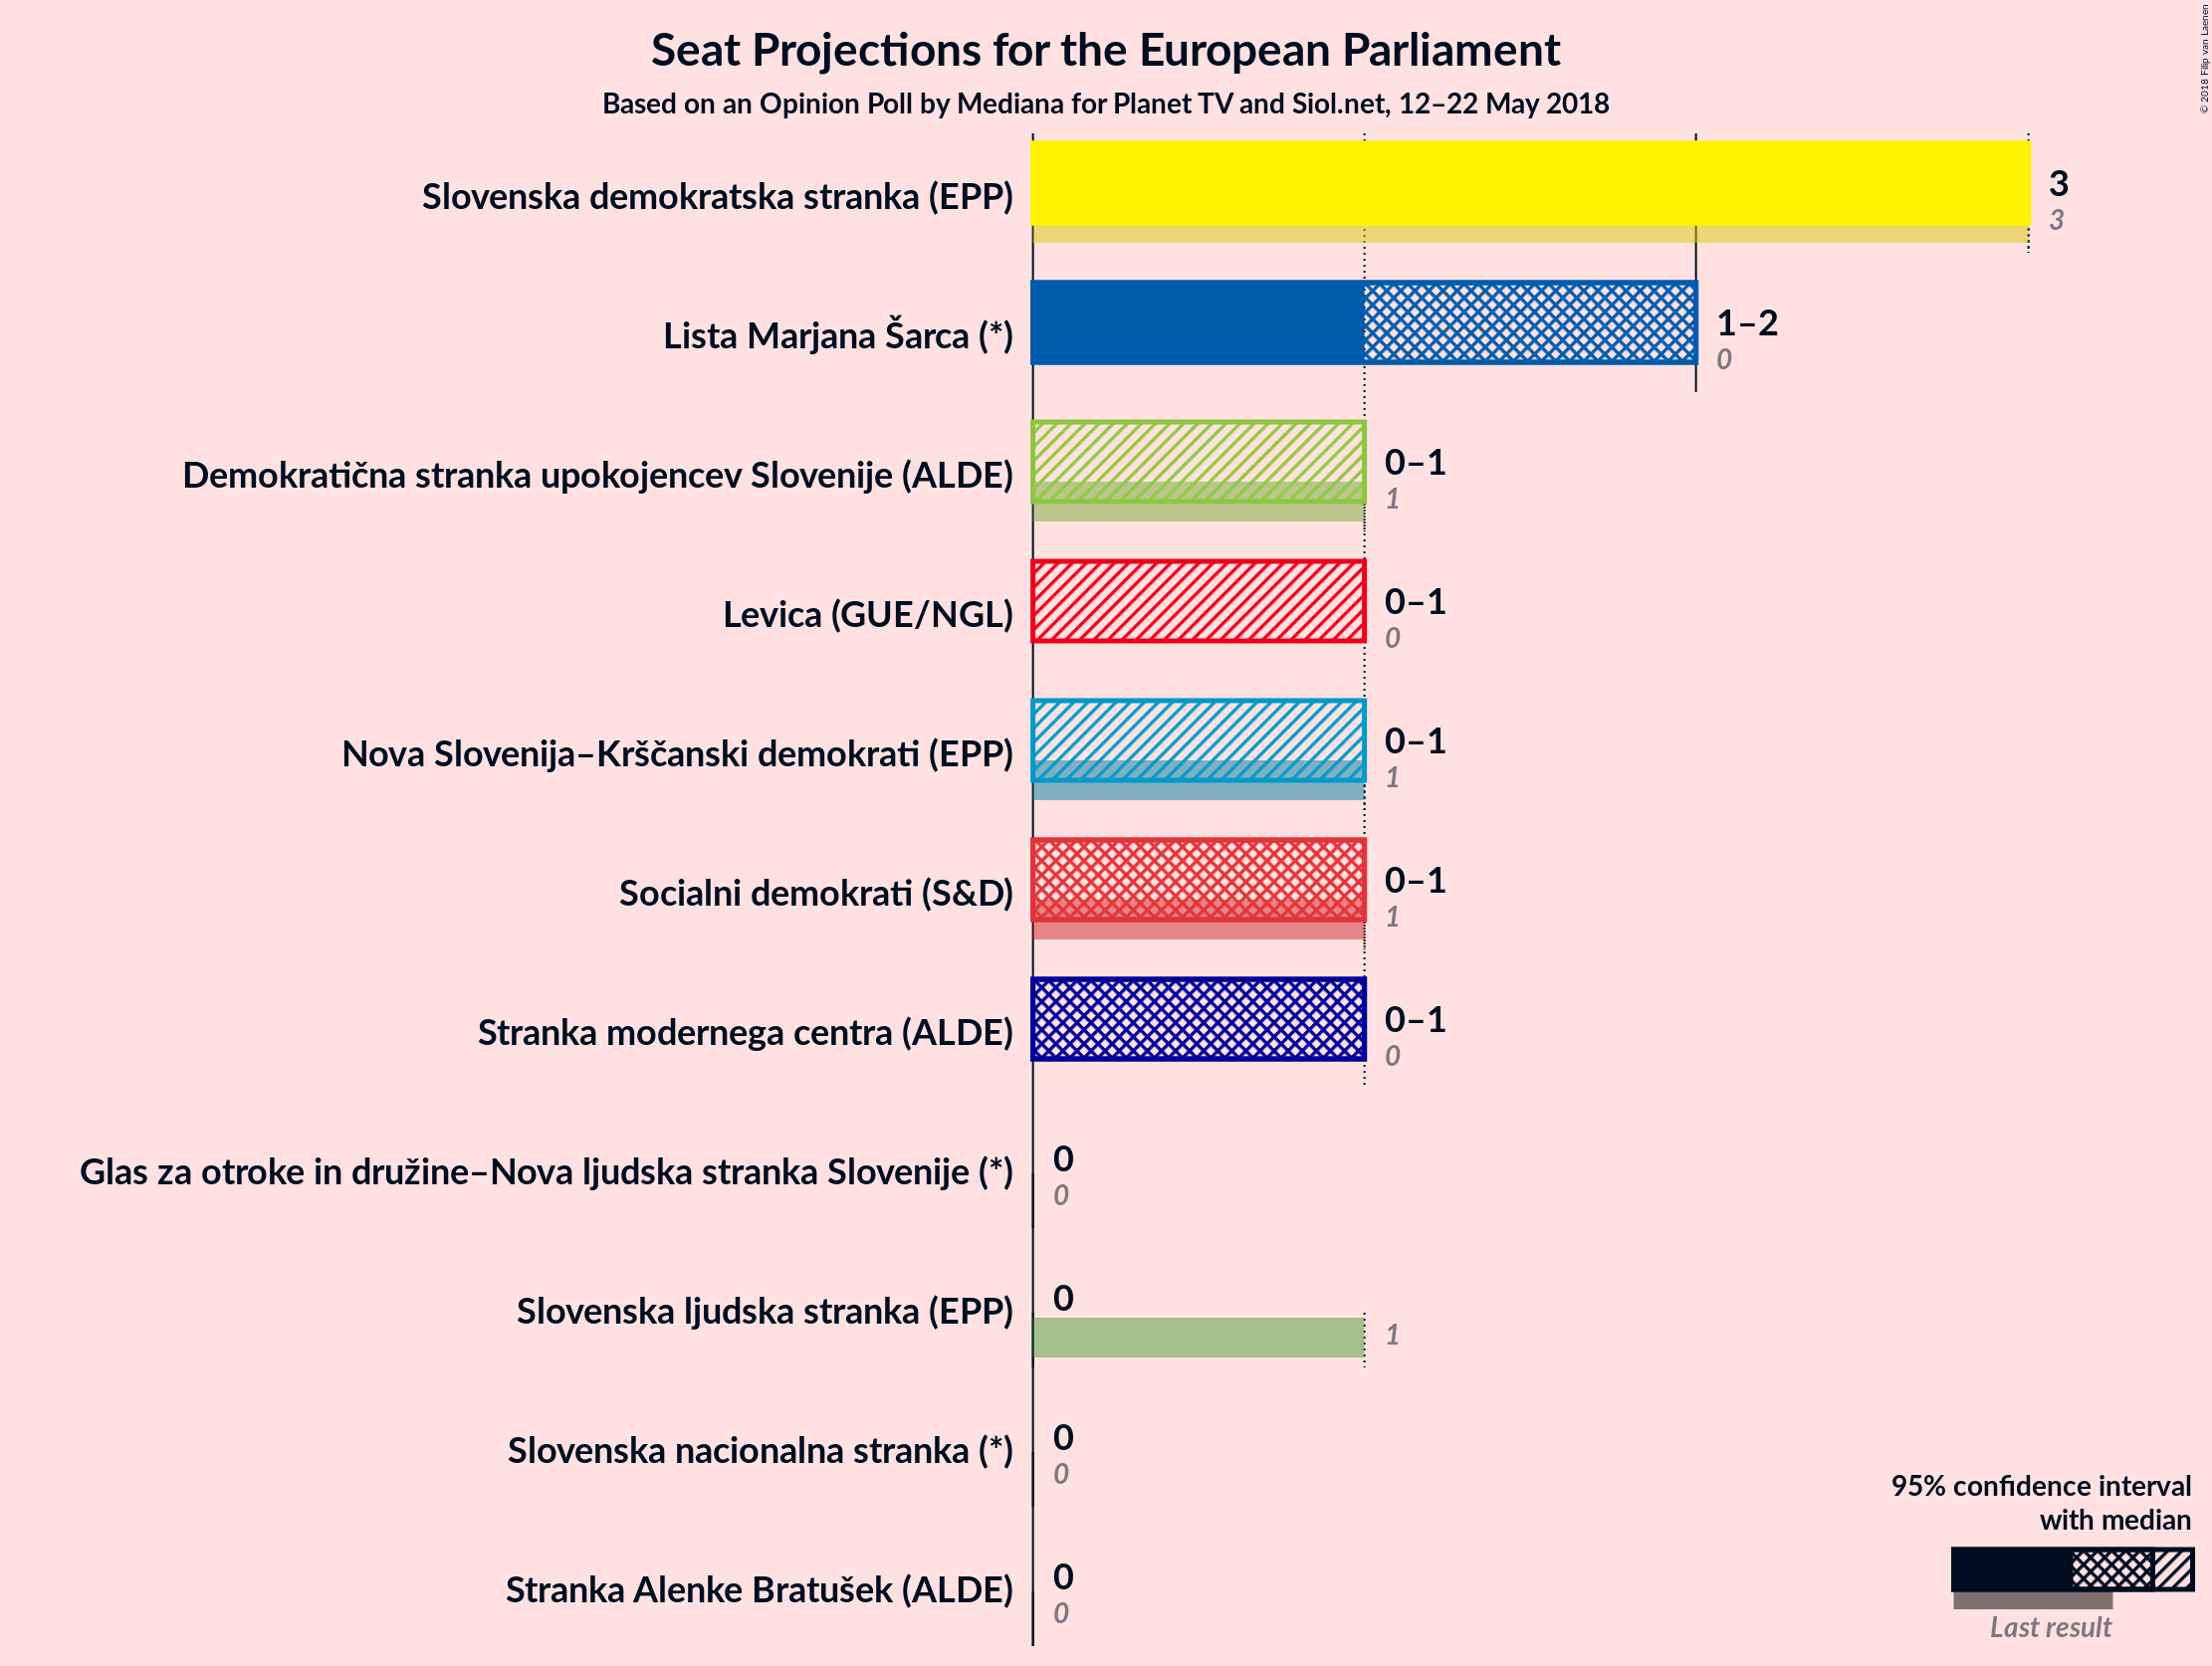 Seat Projections for the European Parliament
Based on an Opinion Poll by Mediana for Planet TV and Siol.net, 12–22 May 2018
© 2018 Filip van Laenen
Slovenska demokratska stranka (EPP)
3
3
Lista Marjana Šarca (*)
1–2
0
Demokratična stranka upokojencev Slovenije (ALDE)
0–1
1
Levica (GUE/NGL)
0–1
0
Nova Slovenija–Krščanski demokrati (EPP)
0–1
1
Socialni demokrati (S&D)
0–1
1
Stranka modernega centra (ALDE)
0–1
0
Glas za otroke in družine–Nova ljudska stranka Slovenije (*)
0
0
Slovenska ljudska stranka (EPP)
0
1
Slovenska nacionalna stranka (*)
0
0
Stranka Alenke Bratušek (ALDE)
0
0
95% confidence interval
with median
Last result